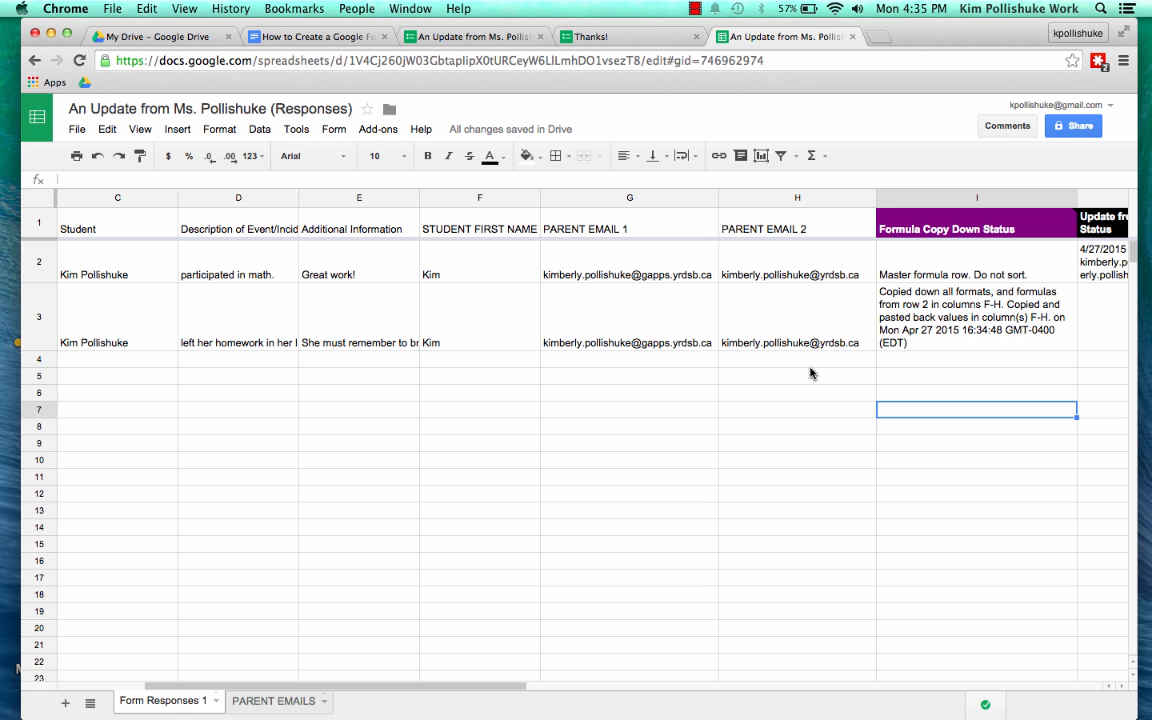 Chrome File Edit View History Bookmarks People Window Help 57% Mon 4:35 PM Kim Pollishuke Work
My Drive – Google Drive × How to Create a Google Fo × An Update from Ms. Pollish × Thanks! × An Update from Ms. Pollish × kpollishuke
https://docs.google.com/spreadsheets/d/1V4Cj260jW03GbtapIipX0tURCeyW6LlLmhDO1vsezT8/edit#gid=746962974
Apps
An Update from Ms. Pollishuke (Responses)
kpollishuke@gmail.com
File Edit View Insert Format Data Tools Form Add-ons Help All changes saved in Drive
Comments Share
$ % .0 .00 123 Arial 10 B I S A Σ
fx
C D E F G H I
1 Student Description of Event/Incid Additional Information STUDENT FIRST NAME PARENT EMAIL 1 PARENT EMAIL 2 Formula Copy Down Status Update fr
Status
2 Kim Pollishuke participated in math. Great work! Kim kimberly.pollishuke@gapps.yrdsb.ca kimberly.pollishuke@yrdsb.ca Master formula row. Do not sort.
4/27/2015
kimberly.p
erly.pollish
3 Kim Pollishuke left her homework in her l She must remember to br Kim kimberly.pollishuke@gapps.yrdsb.ca kimberly.pollishuke@yrdsb.ca
Copied down all formats, and formulas
from row 2 in columns F-H. Copied and
pasted back values in column(s) F-H. on
Mon Apr 27 2015 16:34:48 GMT-0400
(EDT)
4
5
6
7
8
9
10
11
12
13
14
15
16
17
18
19
20
21
22
23
+ Form Responses 1 PARENT EMAILS